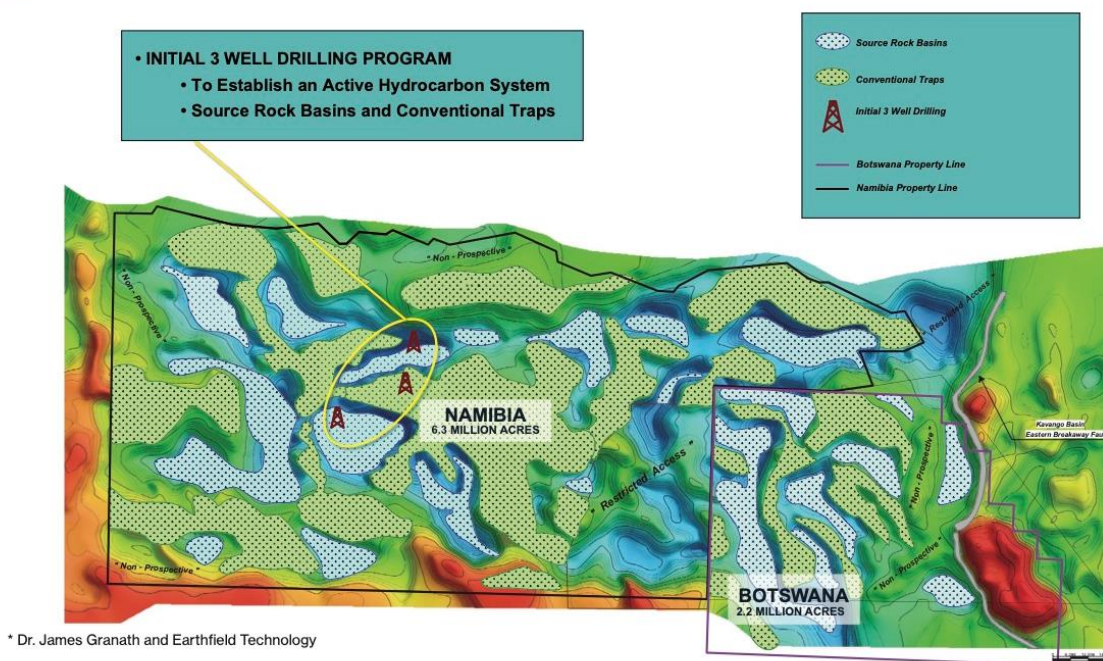 • INITIAL 3 WELL DRILLING PROGRAM
• To Establish an Active Hydrocarbon System
• Source Rock Basins and Conventional Traps
Source Rock Basins
Conventional Traps
Initial 3 Well Drilling
Botswana Property Line
Namibia Property Line
" Non - Prospective "
" Non - Prospective "
" Restricted Access "
NAMIBIA
6.3 MILLION ACRES
Kavango Basin
Eastern Breakaway Fau
" Restricted Access "
" Non - Prospective "
" Non - Prospective "
" Non - Prospective "
BOTSWANA
2.2 MILLION ACRES
* Dr. James Granath and Earthfield Technology